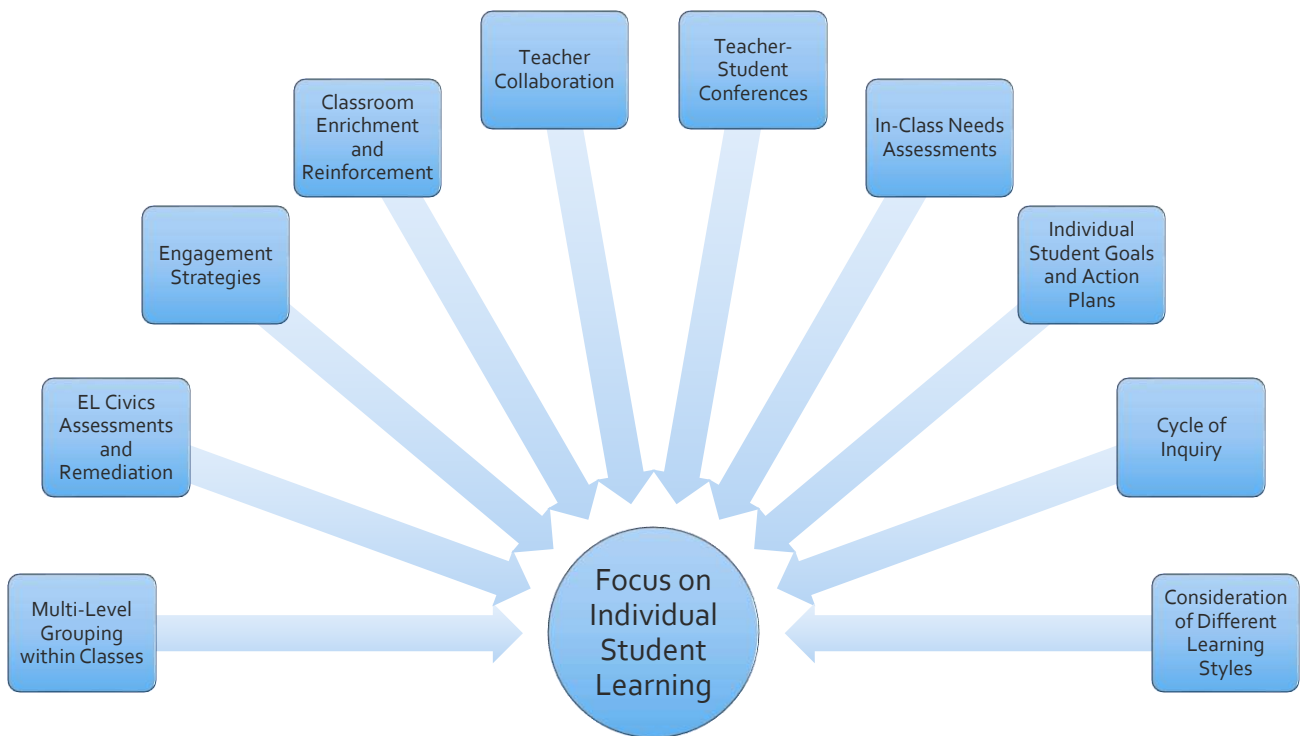 Teacher
Collaboration
Teacher-
Student
Conferences
Classroom
Enrichment
and
Reinforcement
In-Class Needs
Assessments
Engagement
Strategies
Individual
Student Goals
and Action
Plans
EL Civics
Assessments
and
Remediation
Cycle of
Inquiry
Multi-Level
Grouping
within Classes
Focus on
Individual
Student
Learning
Consideration
of Different
Learning
Styles